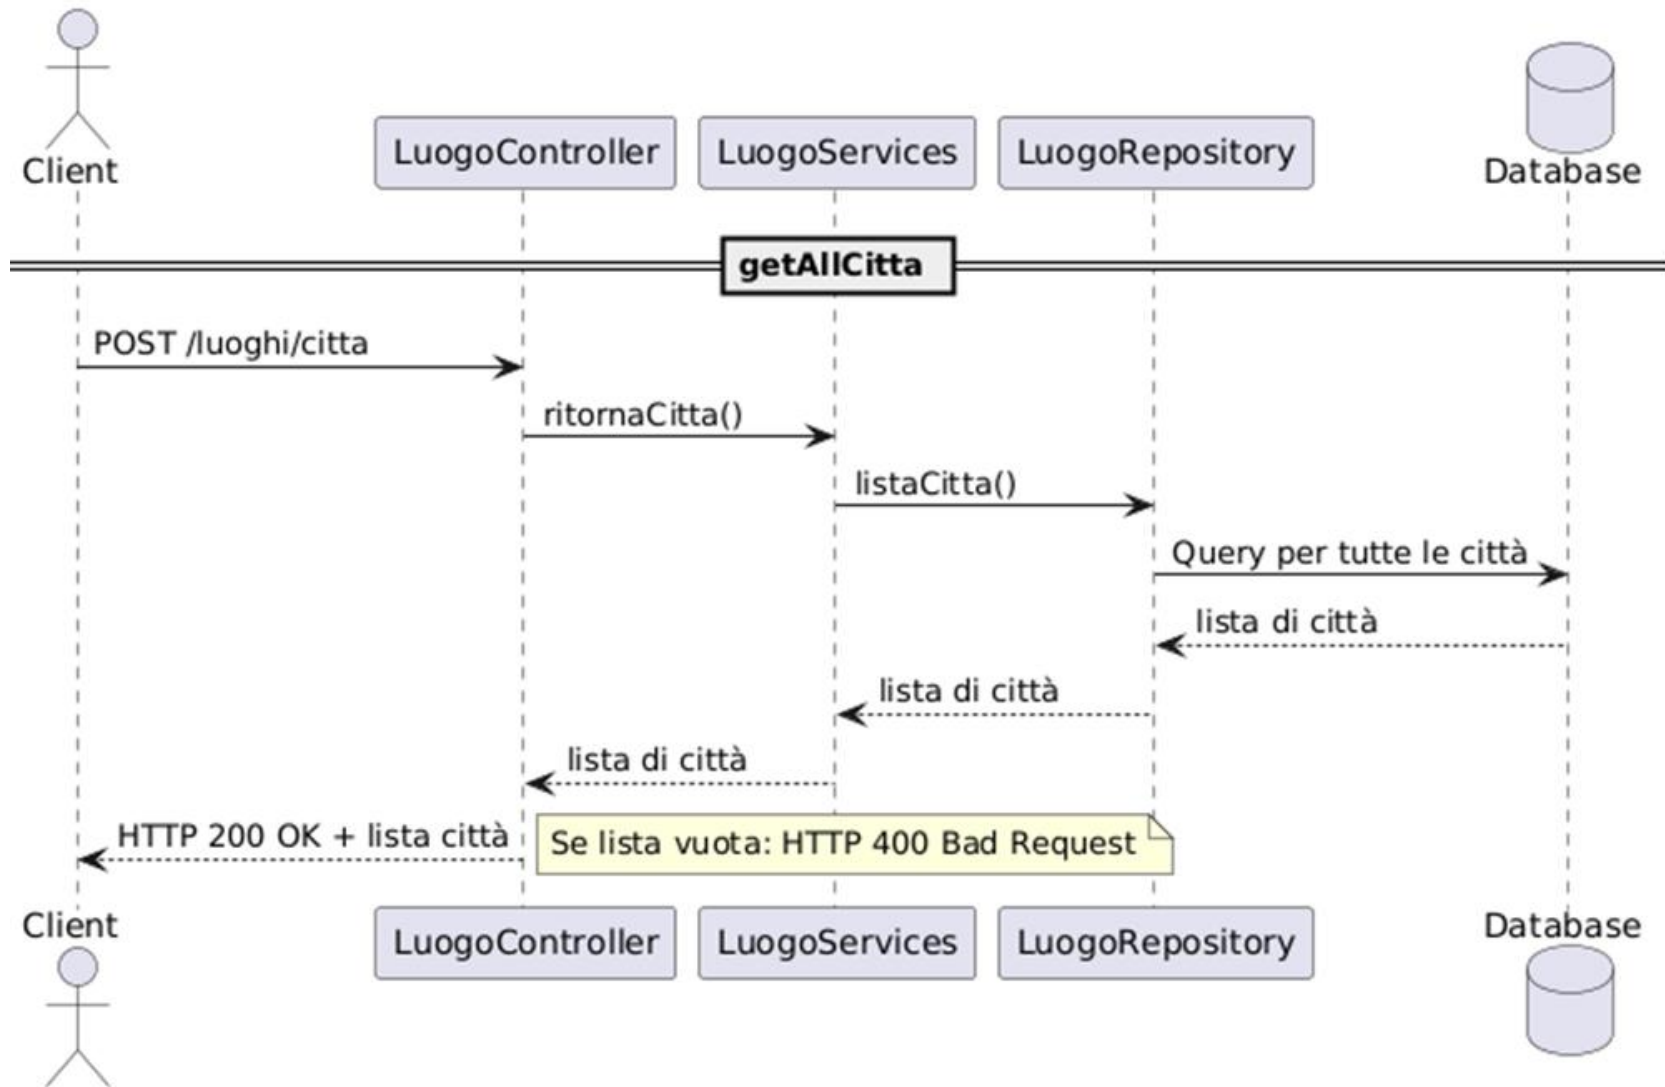 Client
LuogoController
LuogoServices
LuogoRepository
Database
getAllCitta
POST /luoghi/citta
ritornaCitta()
listaCitta()
Query per tutte le città
lista di città
lista di città
lista di città
HTTP 200 OK + lista città
Se lista vuota: HTTP 400 Bad Request
Client
LuogoController
LuogoServices
LuogoRepository
Database